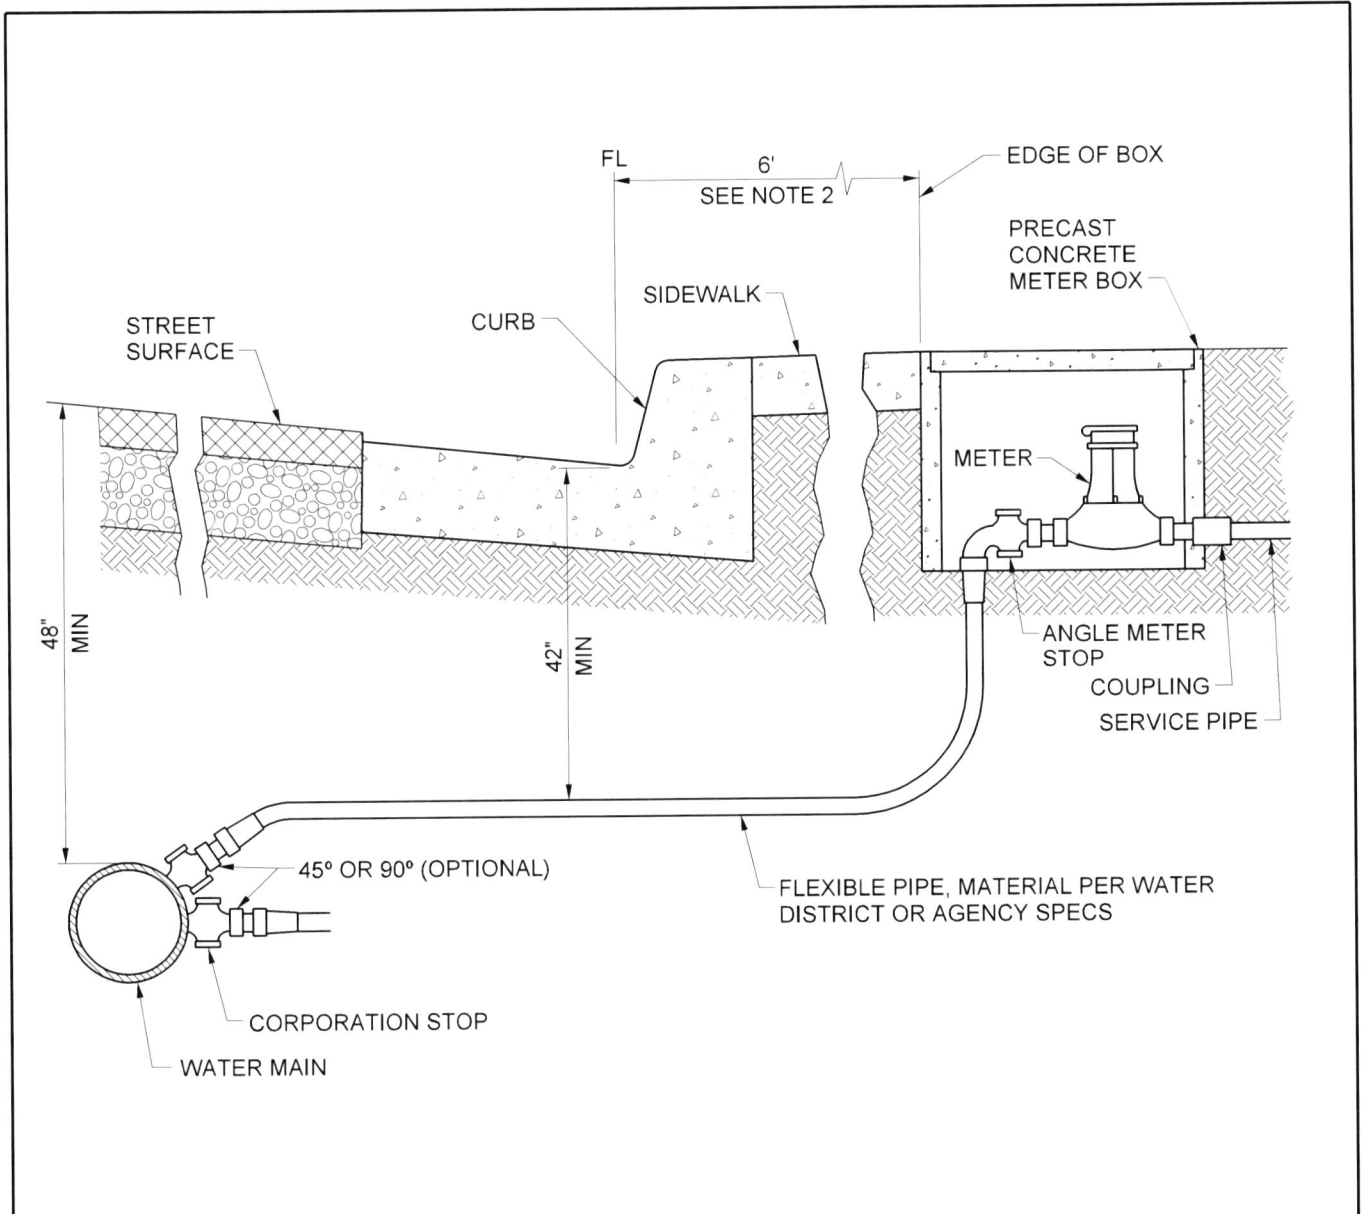 FL
6'
SEE NOTE 2
EDGE OF BOX
PRECAST
CONCRETE
METER BOX
SIDEWALK
CURB
STREET
SURFACE
METER
48"
MIN
42"
MIN
ANGLE METER
STOP
COUPLING
SERVICE PIPE
45º OR 90º (OPTIONAL)
FLEXIBLE PIPE, MATERIAL PER WATER
DISTRICT OR AGENCY SPECS
CORPORATION STOP
WATER MAIN